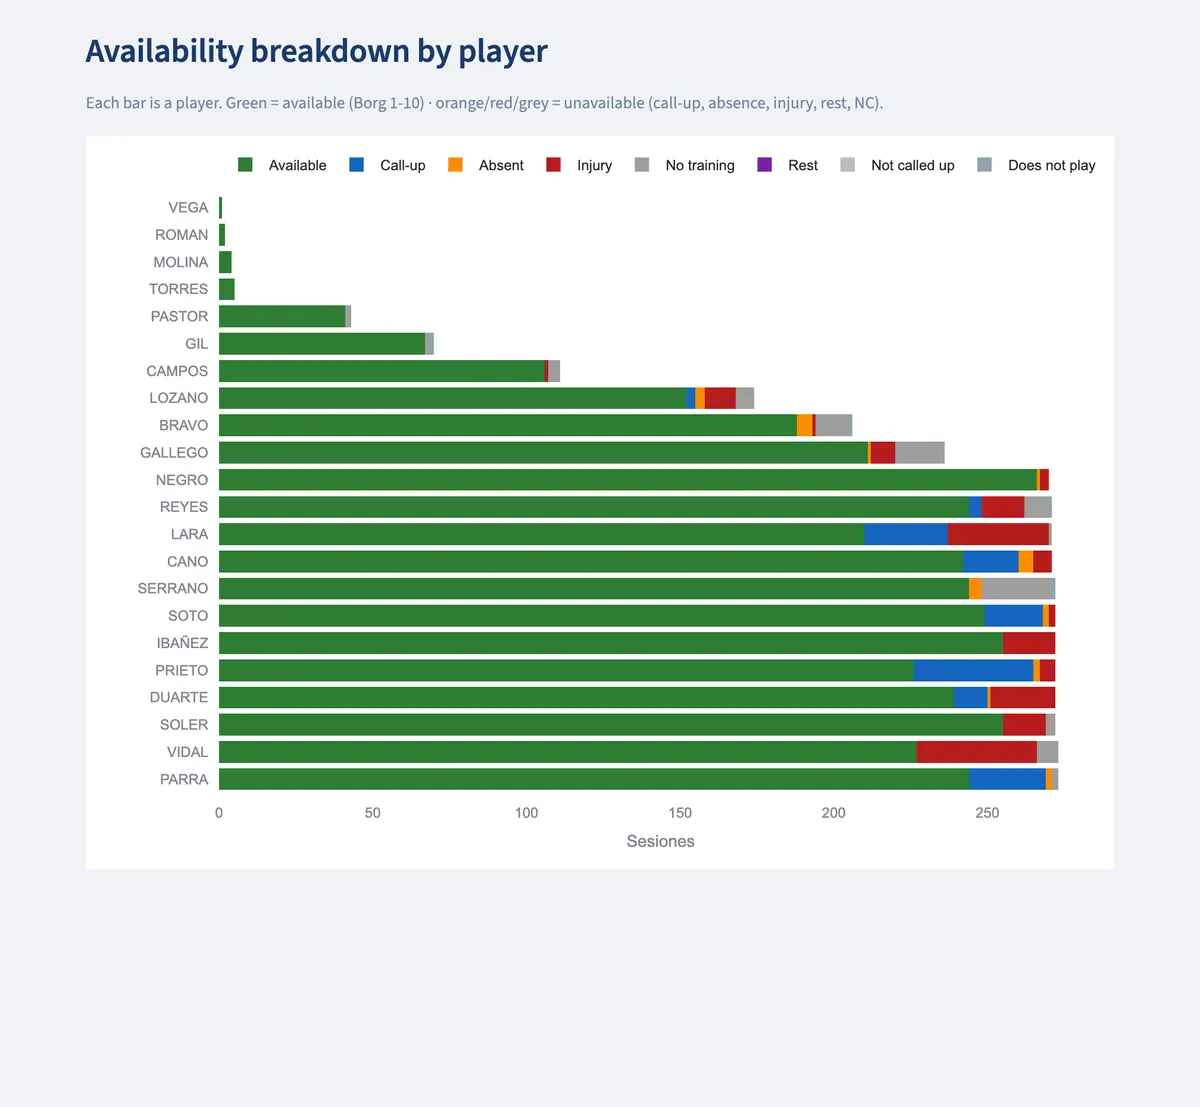 Availability breakdown by player
Each bar is a player. Green = available (Borg 1-10) · orange/red/grey = unavailable (call-up, absence, injury, rest, NC).
Available Call-up Absent Injury No training Rest Not called up Does not play
VEGA
ROMAN
MOLINA
TORRES
PASTOR
GIL
CAMPOS
LOZANO
BRAVO
GALLEGO
NEGRO
REYES
LARA
CANO
SERRANO
SOTO
IBAÑEZ
PRIETO
DUARTE
SOLER
VIDAL
PARRA
0 50 100 150 200 250
Sesiones